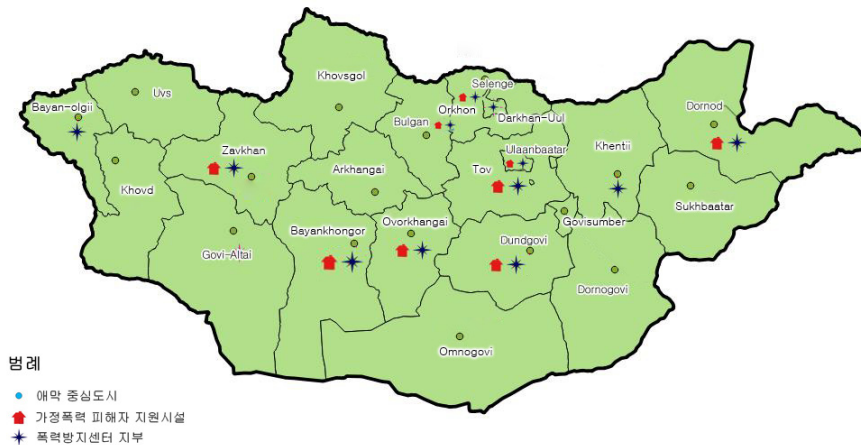 Selenge
Khovsgol
Uvs
Bayan-olgii
Orkhon
Dornod
Bulgan
Darkhan-Uul
Zavkhan
Ulaanbaatar
Khentii
Arkhangai
Tov
Khovd
Sukhbaatar
Ovorkhangai
Govisumber
Bayankhongor
Dundgovi
Govi-Altai
Dornogovi
Omnogovi
범례
애막 중심도시
가정폭력 피해자 지원시설
폭력방지센터 지부